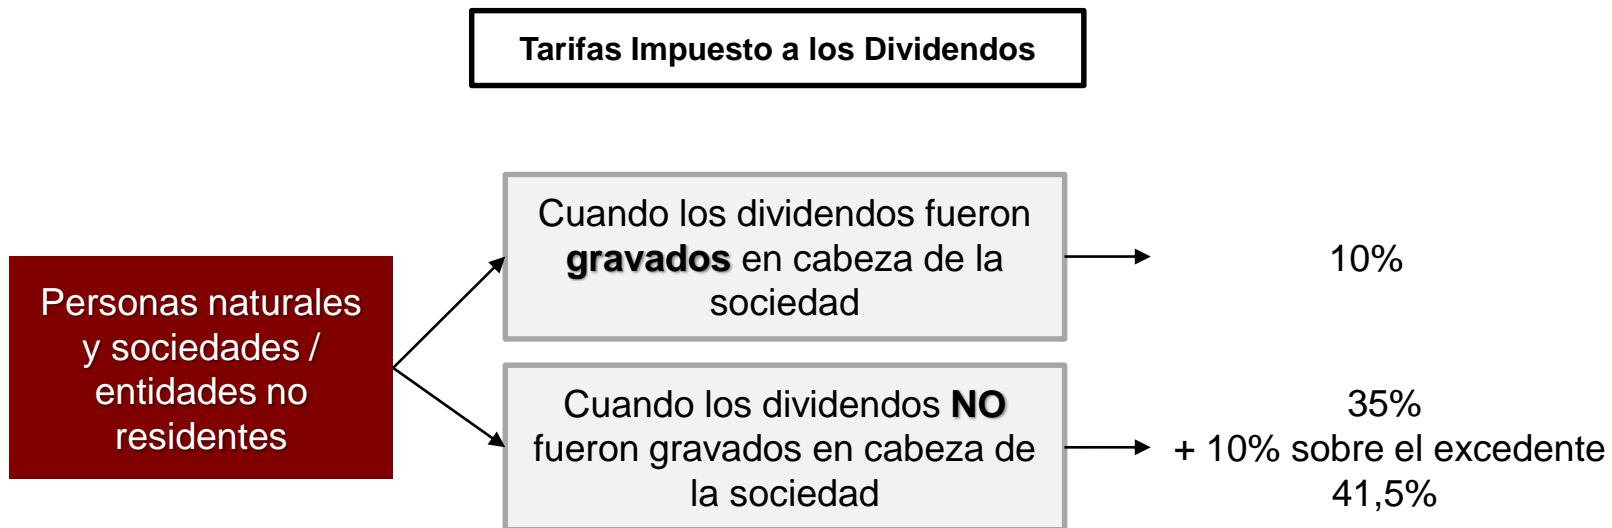 Tarifas Impuesto a los Dividendos
Personas naturales
y sociedades /
entidades no
residentes
Cuando los dividendos fueron
gravados en cabeza de la
sociedad
10%
Cuando los dividendos NO
fueron gravados en cabeza de
la sociedad
35%
+ 10% sobre el excedente
41,5%